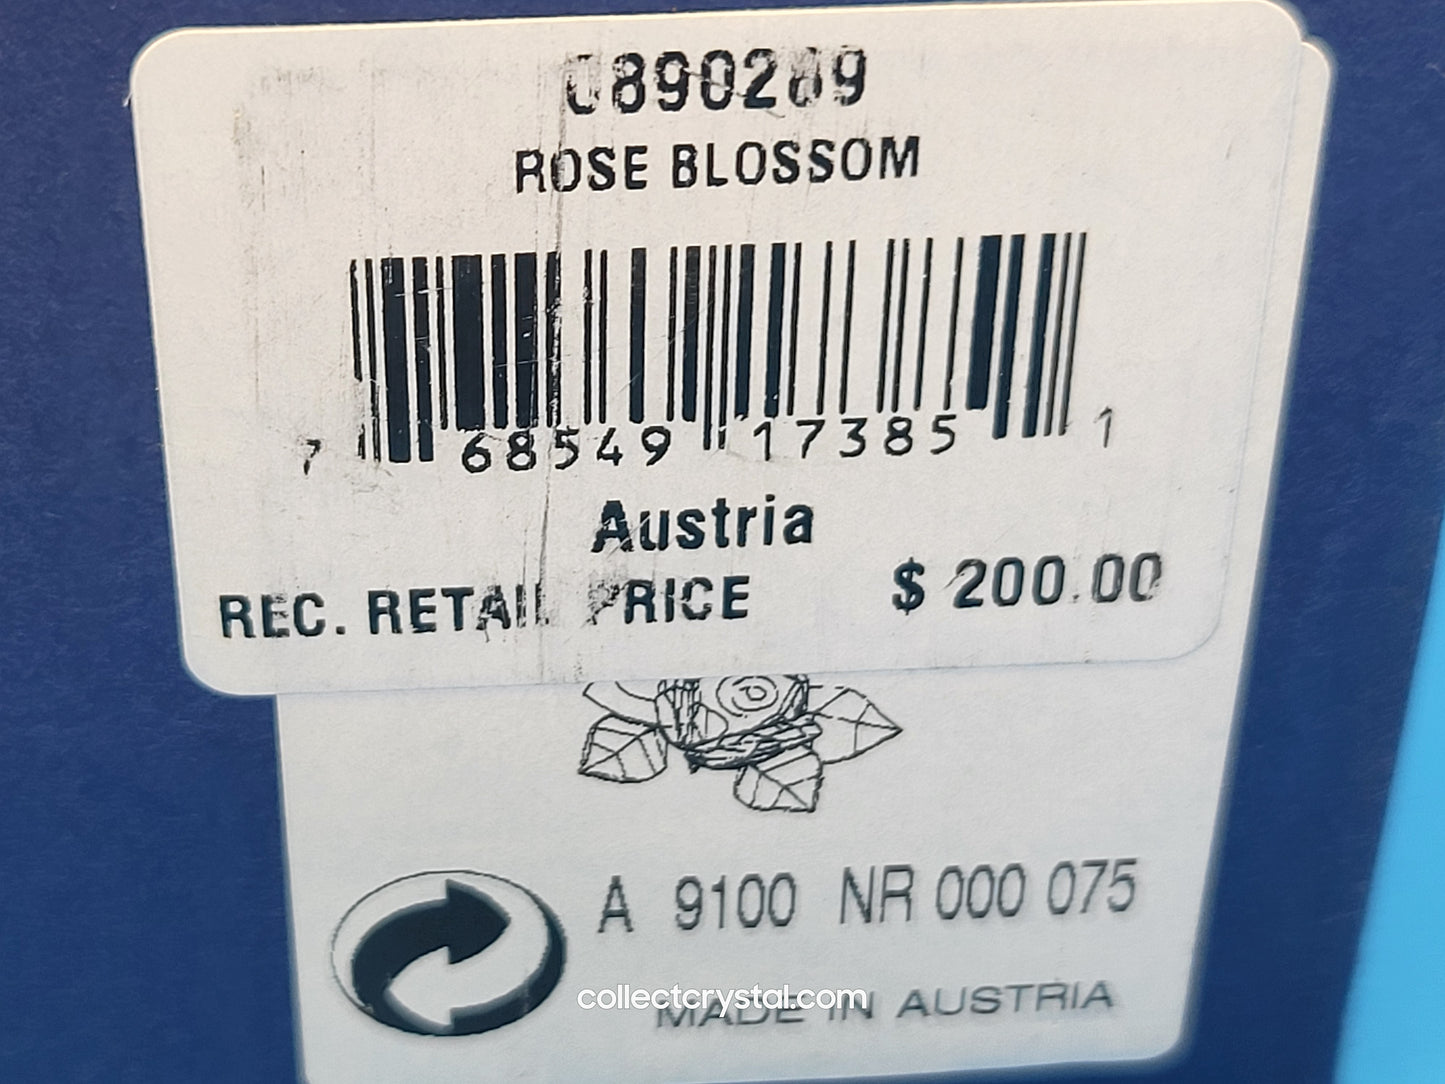 0890289
ROSE BLOSSOM
7 68549 17385 1
Austria
REC. RETAIL PRICE $ 200.00
A 9100 NR 000 075
collectcrystal.com
MADE IN AUSTRIA